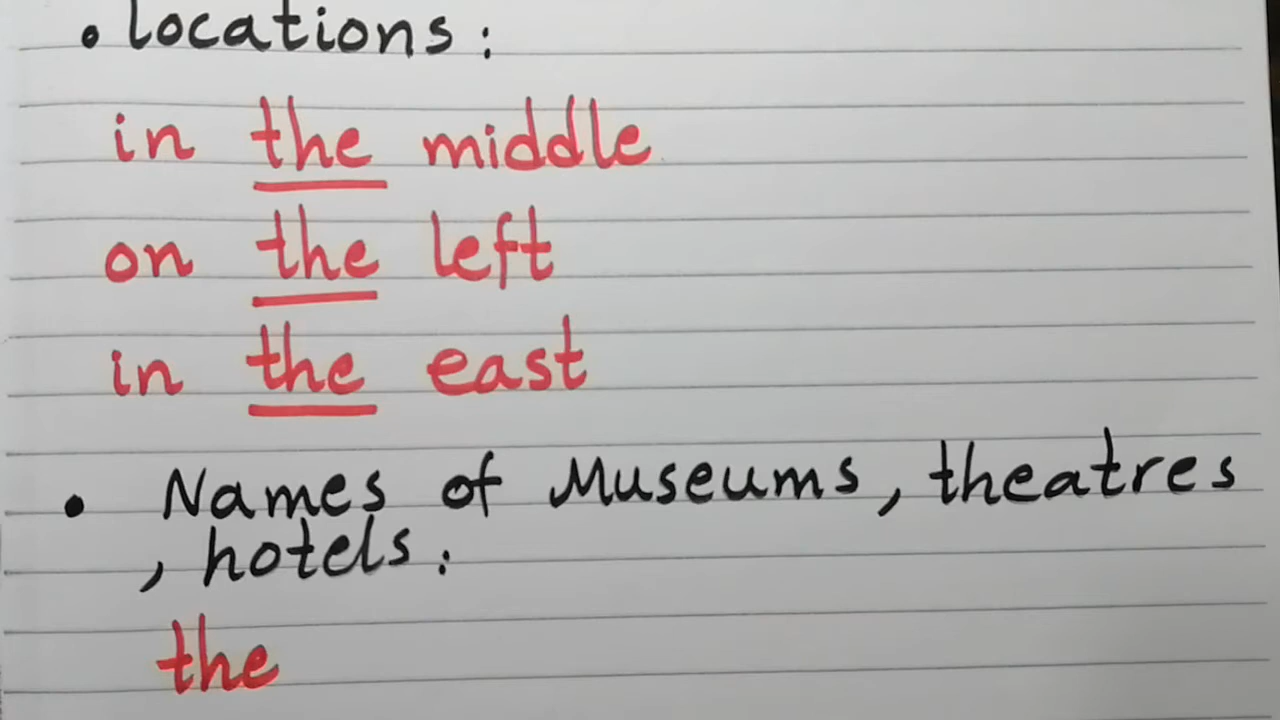 • locations:
in the middle
on the left
in the east
• Names of Museums, theatres
, hotels:
the